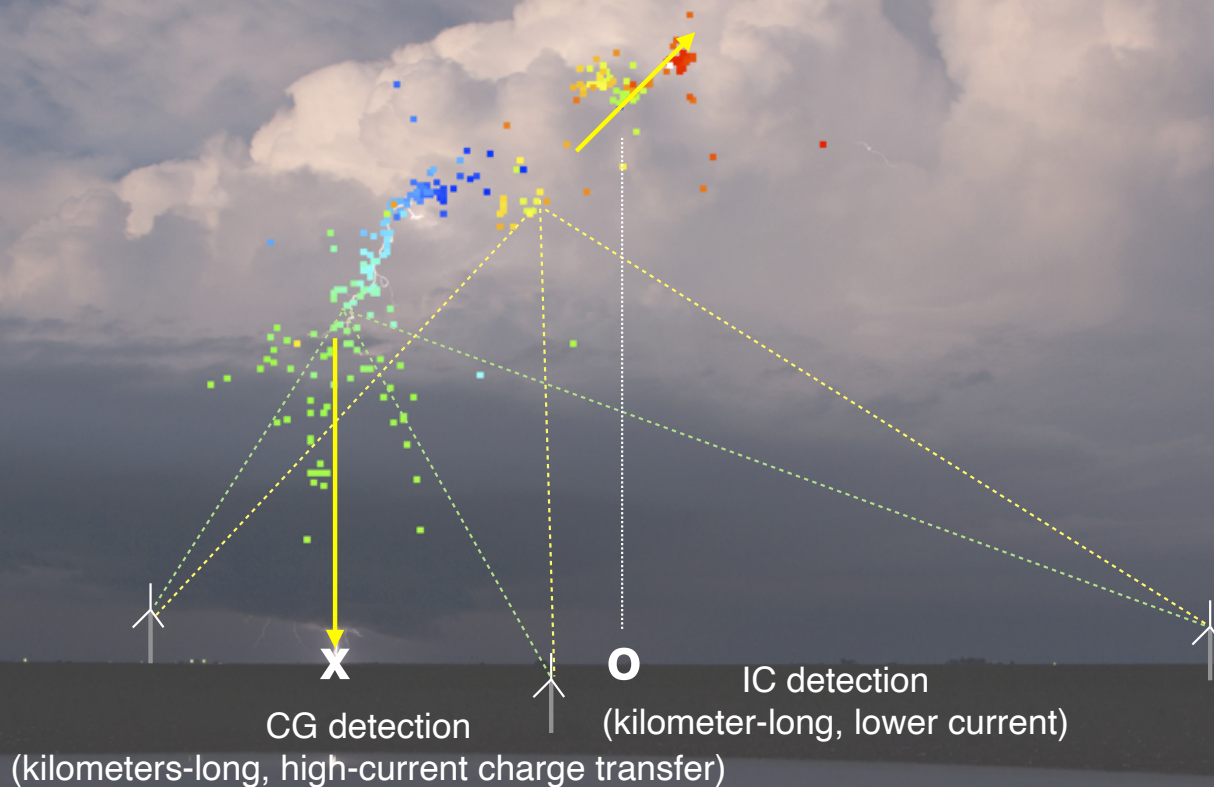 X
O
IC detection
CG detection
(kilometer-long, lower current)
(kilometers-long, high-current charge transfer)